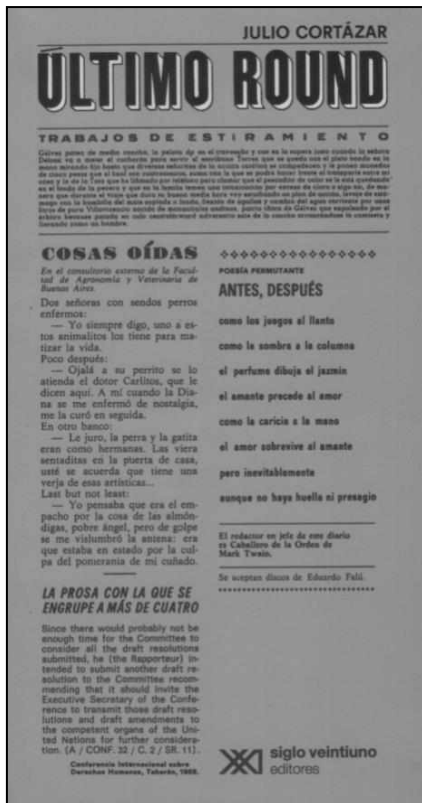 JULIO CORTÁZAR
ÚLTIMO ROUND
TRABAJOS DE ESTIRAMIENTO
COSAS OÍDAS
En el consultorio externo de la Facul-
tad de Agronomía y Veterinaria de
Buenos Aires.
Dos señoras con sendos perros
enfermos:
— Yo siempre digo, uno a es-
tos animalitos los tiene para ma-
tizar la vida.
Poco después:
— Ojalá a su perrito se lo
atienda el dotor Carlitos, que le
dicen aquí. A mí cuando la Dia-
na se me enfermó de nostalgia,
me la curó en seguida.
En otro banco:
— Le juro, la perra y la gatita
eran como hermanas. Las viera
sentaditas en la puerta de casa,
usté se acuerda que tiene una
verja de esas artísticas...
Last but not least:
— Yo pensaba que era el em-
pacho por la cosa de las almón-
digas, pobre ángel, pero de golpe
se me vislumbró la antena: era
que estaba en estado por la cul-
pa del pomerania de mi cuñado.
LA PROSA CON LA QUE SE
ENGRUPE A MÁS DE CUATRO
Since there would probably not be
enough time for the Committee to
consider all the draft resolutions
submitted, he (the Rapporteur) in-
tended to submit another draft re-
solution to the Committee recom-
mending that it should invite the
Executive Secretary of the Confe-
rence to transmit those draft reso-
lutions and draft amendments to
the competent organs of the Uni-
ted Nations for further considera-
tion. (A / CONF. 32 / C. 2 / SR. 11).
Conferencia Internacional sobre
Derechos Humanos, Teherán, 1968.
POESÍA PERMUTANTE
ANTES, DESPUÉS
como los juegos al llanto
como la sombra a la columna
el perfume dibuja el jazmín
el amante precede al amor
como la caricia a la mano
el amor sobrevive al amante
pero inevitablemente
aunque no haya huella ni presagio
El redactor en jefe de este diario
es Caballero de la Orden de
Mark Twain.
Se aceptan discos de Eduardo Falú.
siglo veintiuno
editores